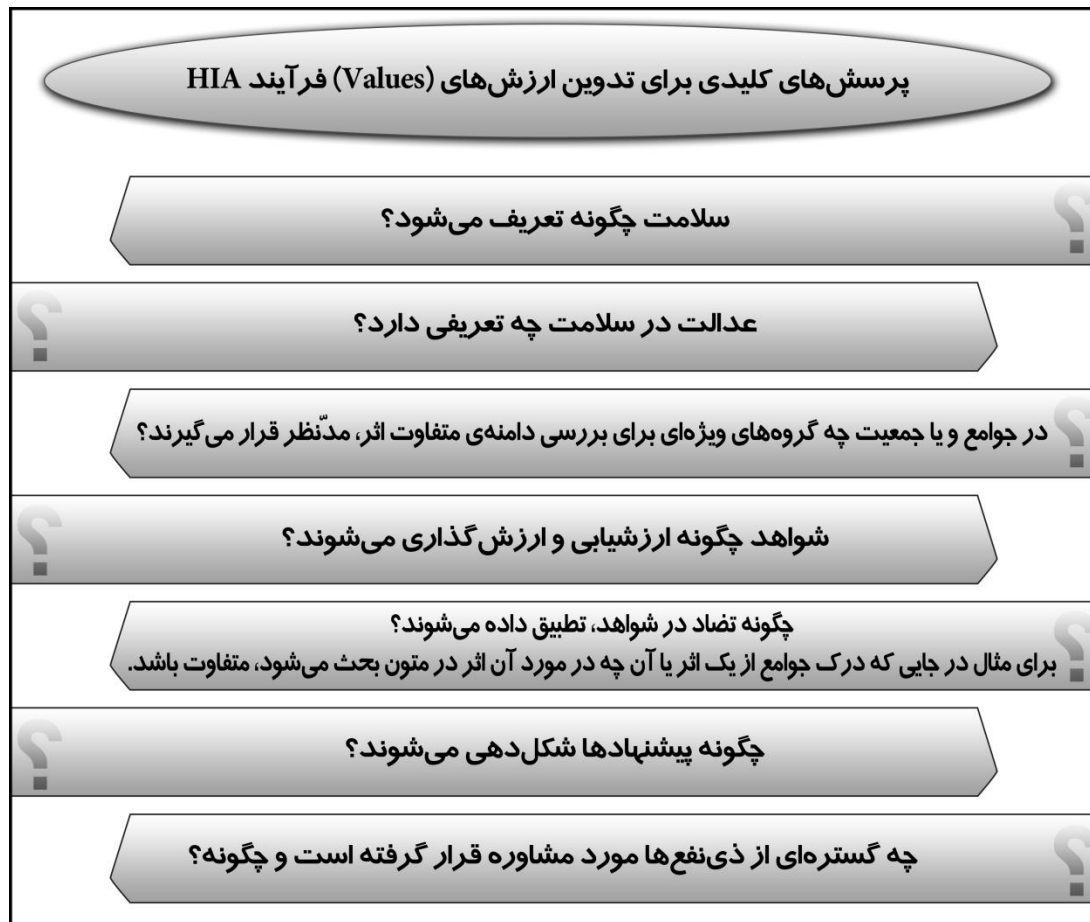 پرسش‌های کلیدی برای تدوین ارزش‌های (Values) فرآیند HIA
سلامت چگونه تعریف می‌شود؟
عدالت در سلامت چه تعریفی دارد؟
در جوامع و یا جمعیت چه گروه‌های ویژه‌ای برای بررسی دامنه‌ی متفاوت اثر، مدّنظر قرار می‌گیرند؟
شواهد چگونه ارزشیابی و ارزش‌گذاری می‌شوند؟
چگونه تضاد در شواهد، تطبیق داده می‌شوند؟
برای مثال در جایی که درک جوامع از یک اثر یا آن چه در مورد آن اثر در متون بحث می‌شود، متفاوت باشد.
چگونه پیشنهادها شکل‌دهی می‌شوند؟
چه گستره‌ای از ذی‌نفع‌ها مورد مشاوره قرار گرفته است و چگونه؟